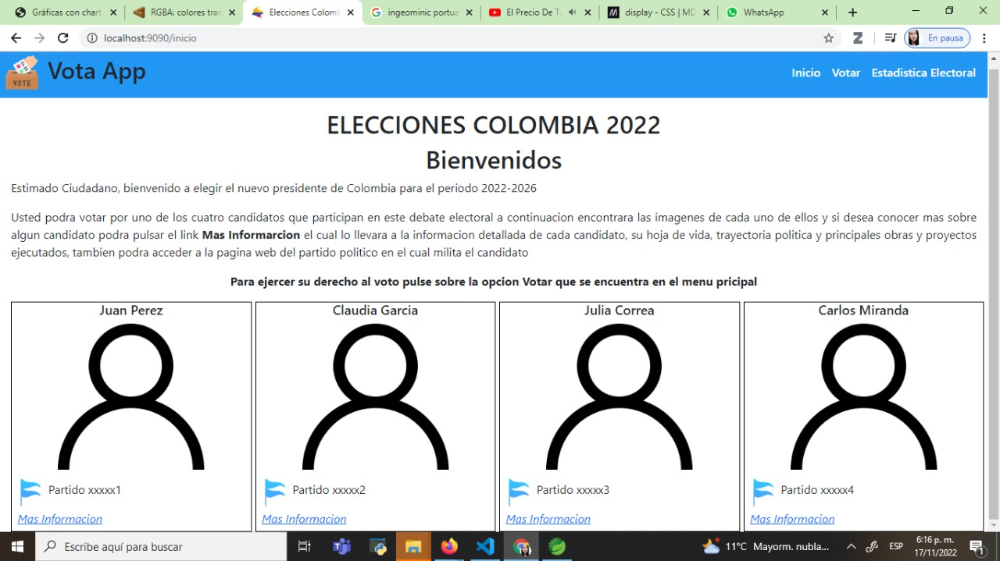 Gráficas con chart.
RGBA: colores tran
Elecciones Colomb
ingeominic portua
El Precio De Tu
display - CSS | MD
WhatsApp
localhost:9090/inicio
En pausa
VOTE
Vota App
Inicio Votar Estadistica Electoral
ELECCIONES COLOMBIA 2022
Bienvenidos
Estimado Ciudadano, bienvenido a elegir el nuevo presidente de Colombia para el periodo 2022-2026
Usted podra votar por uno de los cuatro candidatos que participan en este debate electoral a continuacion encontrara las imagenes de cada uno de ellos y si desea conocer mas sobre
algun candidato podra pulsar el link Mas Informarcion el cual lo llevara a la informacion detallada de cada candidato, su hoja de vida, trayectoria politica y principales obras y proyectos
ejecutados, tambien podra acceder a la pagina web del partido politico en el cual milita el candidato
Para ejercer su derecho al voto pulse sobre la opcion Votar que se encuentra en el menu pricipal
Juan Perez
Partido xxxxx1
Mas Informacion
Claudia Garcia
Partido xxxxx2
Mas Informacion
Julia Correa
Partido xxxxx3
Mas Informacion
Carlos Miranda
Partido xxxxx4
Mas Informacion
Escribe aquí para buscar
11°C Mayorm. nubla...
ESP
6:16 p. m.
17/11/2022
1